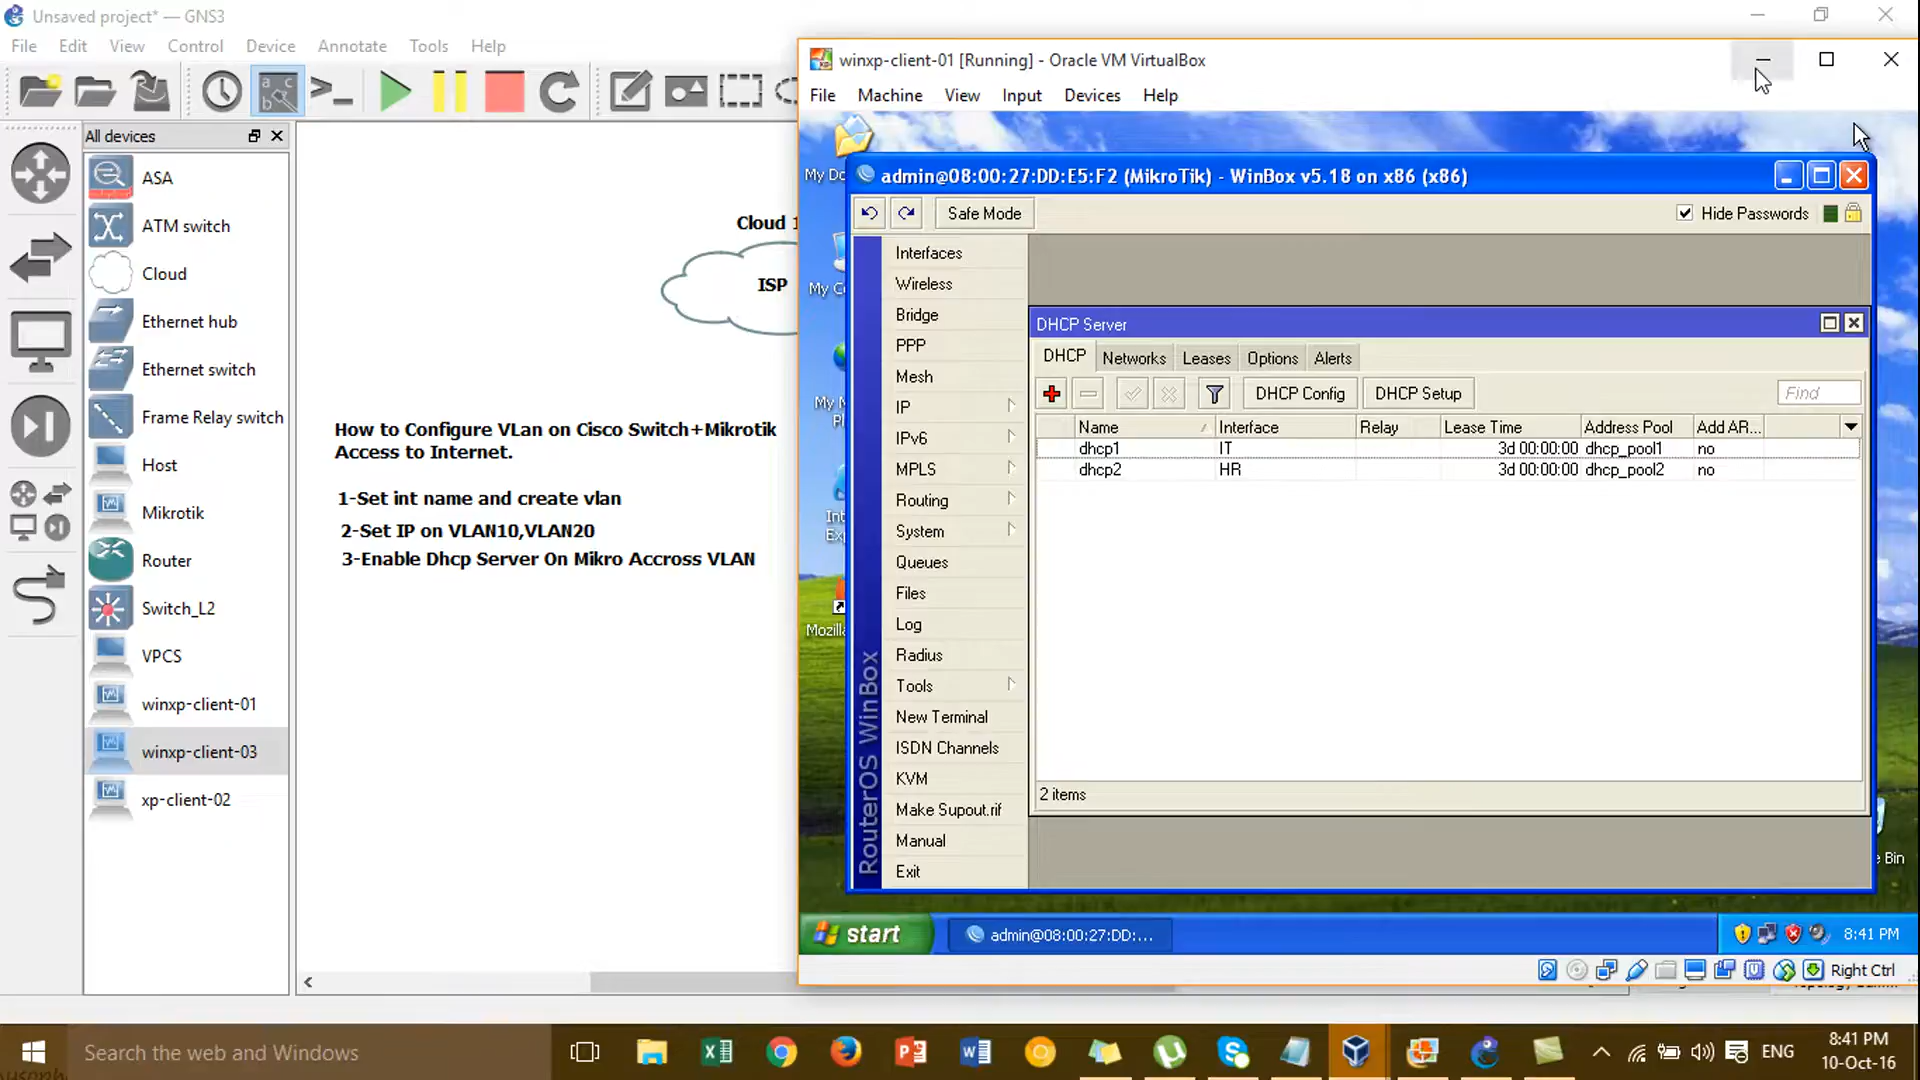 Unsaved project* — GNS3
File Edit View Control Device Annotate Tools Help
All devices
ASA
ATM switch
Cloud
Ethernet hub
Ethernet switch
Frame Relay switch
Host
Mikrotik
Router
Switch_L2
VPCS
winxp-client-01
winxp-client-03
xp-client-02
Cloud 1
ISP
How to Configure VLan on Cisco Switch+Mikrotik
Access to Internet.
1-Set int name and create vlan
2-Set IP on VLAN10,VLAN20
3-Enable Dhcp Server On Mikro Accross VLAN
winxp-client-01 [Running] - Oracle VM VirtualBox
File Machine View Input Devices Help
My Do
My C
My
Int
Ex
Mozill
admin@08:00:27:DD:E5:F2 (MikroTik) - WinBox v5.18 on x86 (x86)
Safe Mode
Hide Passwords
Interfaces
Wireless
Bridge
PPP
Mesh
IP
IPv6
MPLS
Routing
System
Queues
Files
Log
Radius
Tools
New Terminal
ISDN Channels
KVM
Make Supout.rif
Manual
Exit
RouterOS WinBox
DHCP Server
DHCP Networks Leases Options Alerts
DHCP Config DHCP Setup Find
Name Interface Relay Lease Time Address Pool Add AR...
dhcp1 IT 3d 00:00:00 dhcp_pool1 no
dhcp2 HR 3d 00:00:00 dhcp_pool2 no
2 items
e Bin
start admin@08:00:27:DD:... 8:41 PM
Right Ctrl
Search the web and Windows
ENG
8:41 PM
10-Oct-16